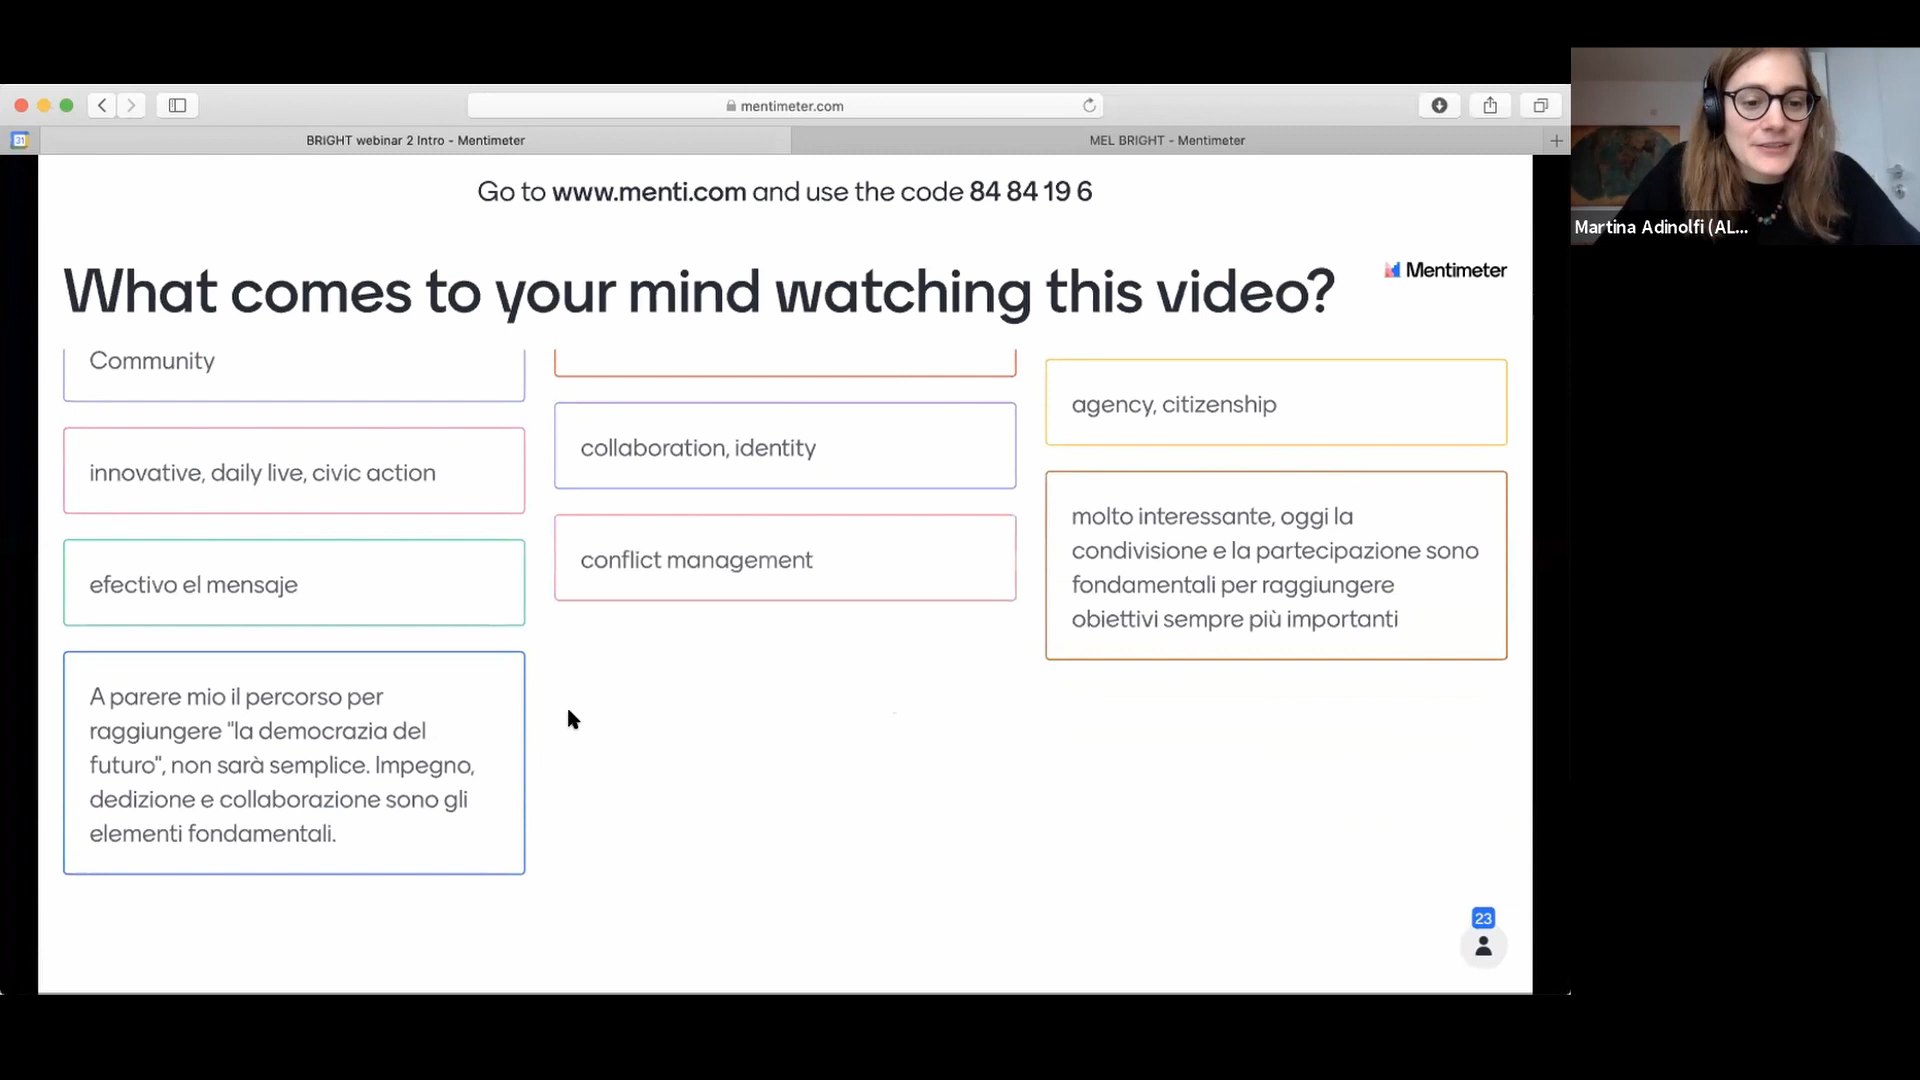 mentimeter.com
31
BRIGHT webinar 2 Intro - Mentimeter
MEL BRIGHT - Mentimeter
Go to www.menti.com and use the code 84 84 19 6
What comes to your mind watching this video?
Mentimeter
Community
innovative, daily live, civic action
efectivo el mensaje
A parere mio il percorso per
raggiungere "la democrazia del
futuro", non sarà semplice. Impegno,
dedizione e collaborazione sono gli
elementi fondamentali.
collaboration, identity
conflict management
agency, citizenship
molto interessante, oggi la
condivisione e la partecipazione sono
fondamentali per raggiungere
obiettivi sempre più importanti
23
Martina Adinolfi (AL...